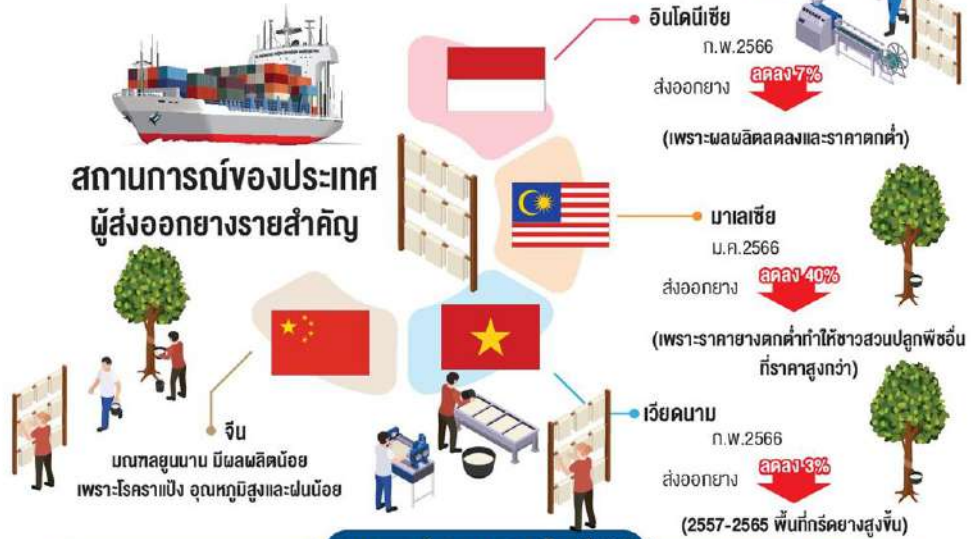 สถานการณ์ของประเทศ
ผู้ส่งออกยางรายสำคัญ
อินโดนีเซีย
ก.พ.2566
ส่งออกยาง
ลดลง 7%
(เพราะผลผลิตลดลงและราคาตกต่ำ)
มาเลเซีย
ม.ค.2566
ส่งออกยาง
ลดลง 40%
(เพราะราคายางตกต่ำทำให้ชาวสวนปลูกพืชอื่น
ที่ราคาสูงกว่า)
เวียดนาม
ก.พ.2566
ส่งออกยาง
ลดลง 3%
(2557-2565 พื้นที่กรีดยางสูงขึ้น)
จีน
มณฑลยูนนาน มีผลผลิตน้อย
เพราะโรคราแป้ง อุณหภูมิสูงและฝนน้อย